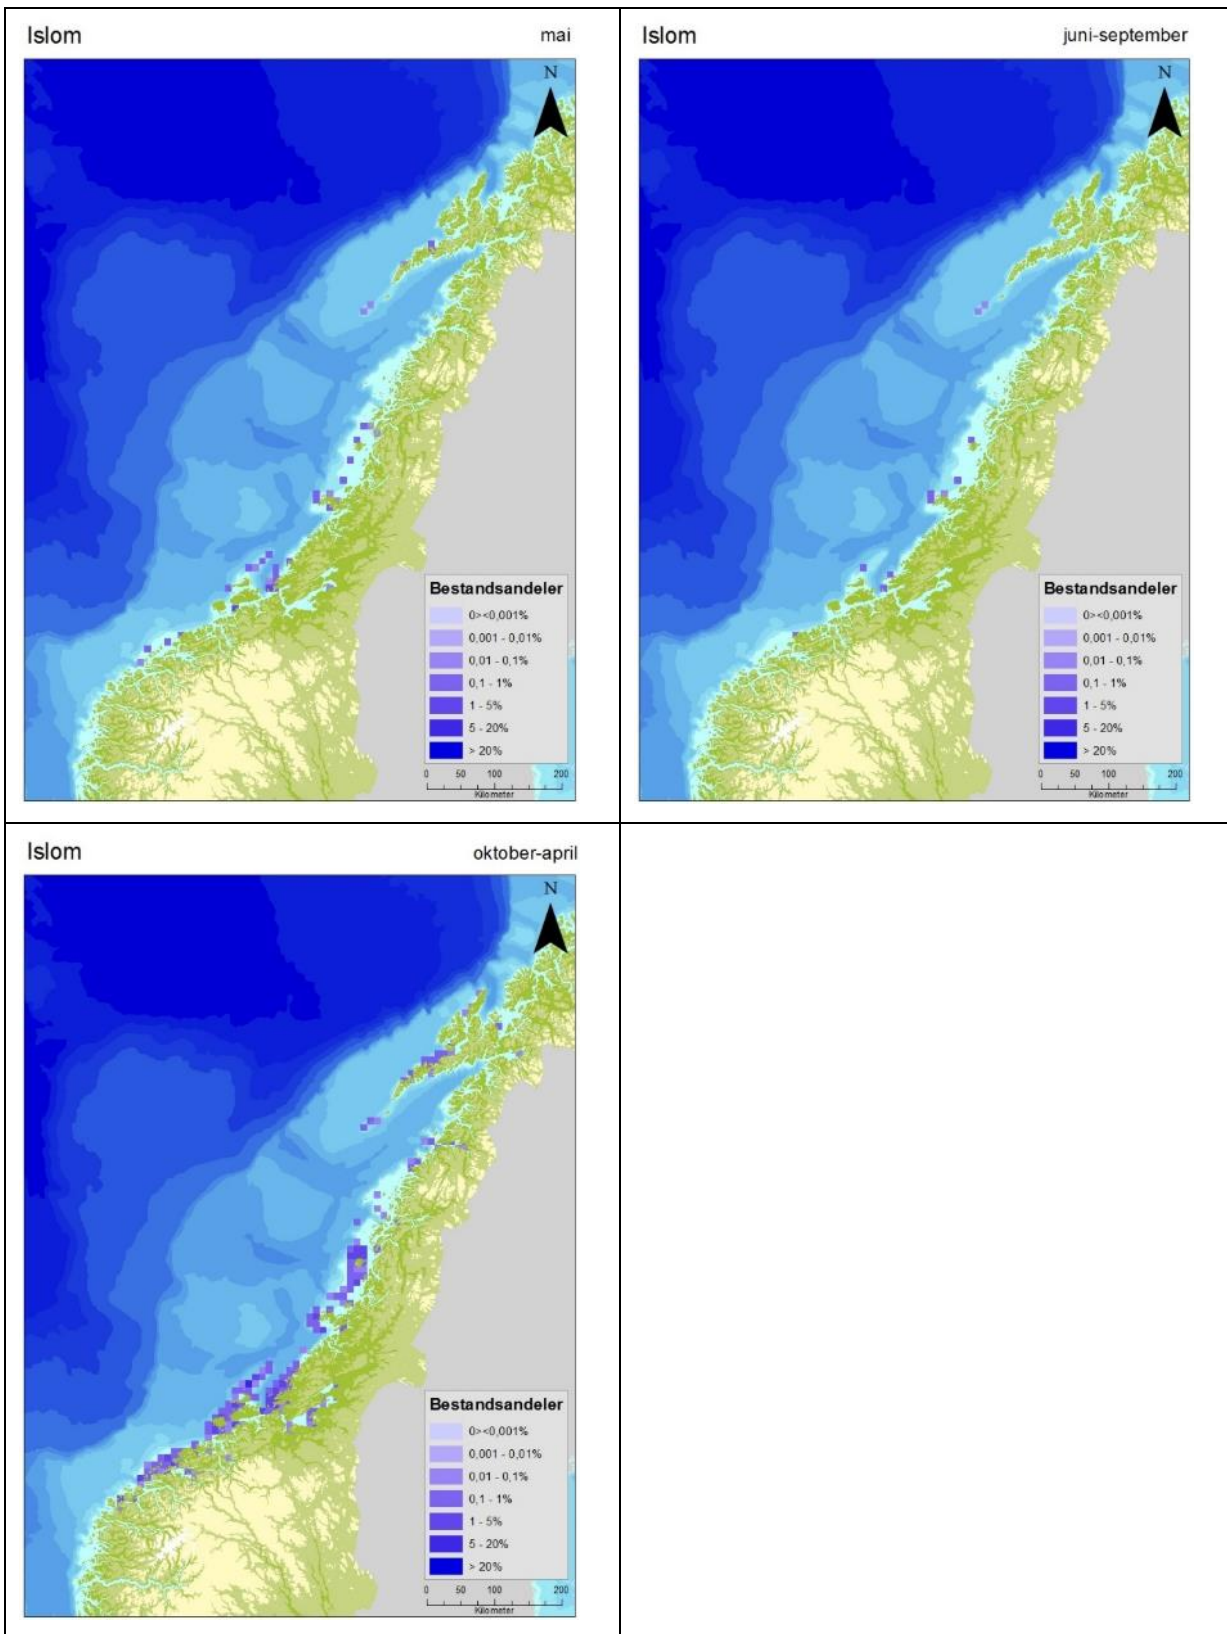 Islom
mai
N
Bestandsandeler
0><0,001%
0,001 - 0,01%
0,01 - 0,1%
0,1 - 1%
1 - 5%
5 - 20%
> 20%
0 50 100 200
Kilometer
Islom
juni-september
N
Bestandsandeler
0><0,001%
0,001 - 0,01%
0,01 - 0,1%
0,1 - 1%
1 - 5%
5 - 20%
> 20%
0 50 100 200
Kilometer
Islom
oktober-april
N
Bestandsandeler
0><0,001%
0,001 - 0,01%
0,01 - 0,1%
0,1 - 1%
1 - 5%
5 - 20%
> 20%
0 50 100 200
Kilometer